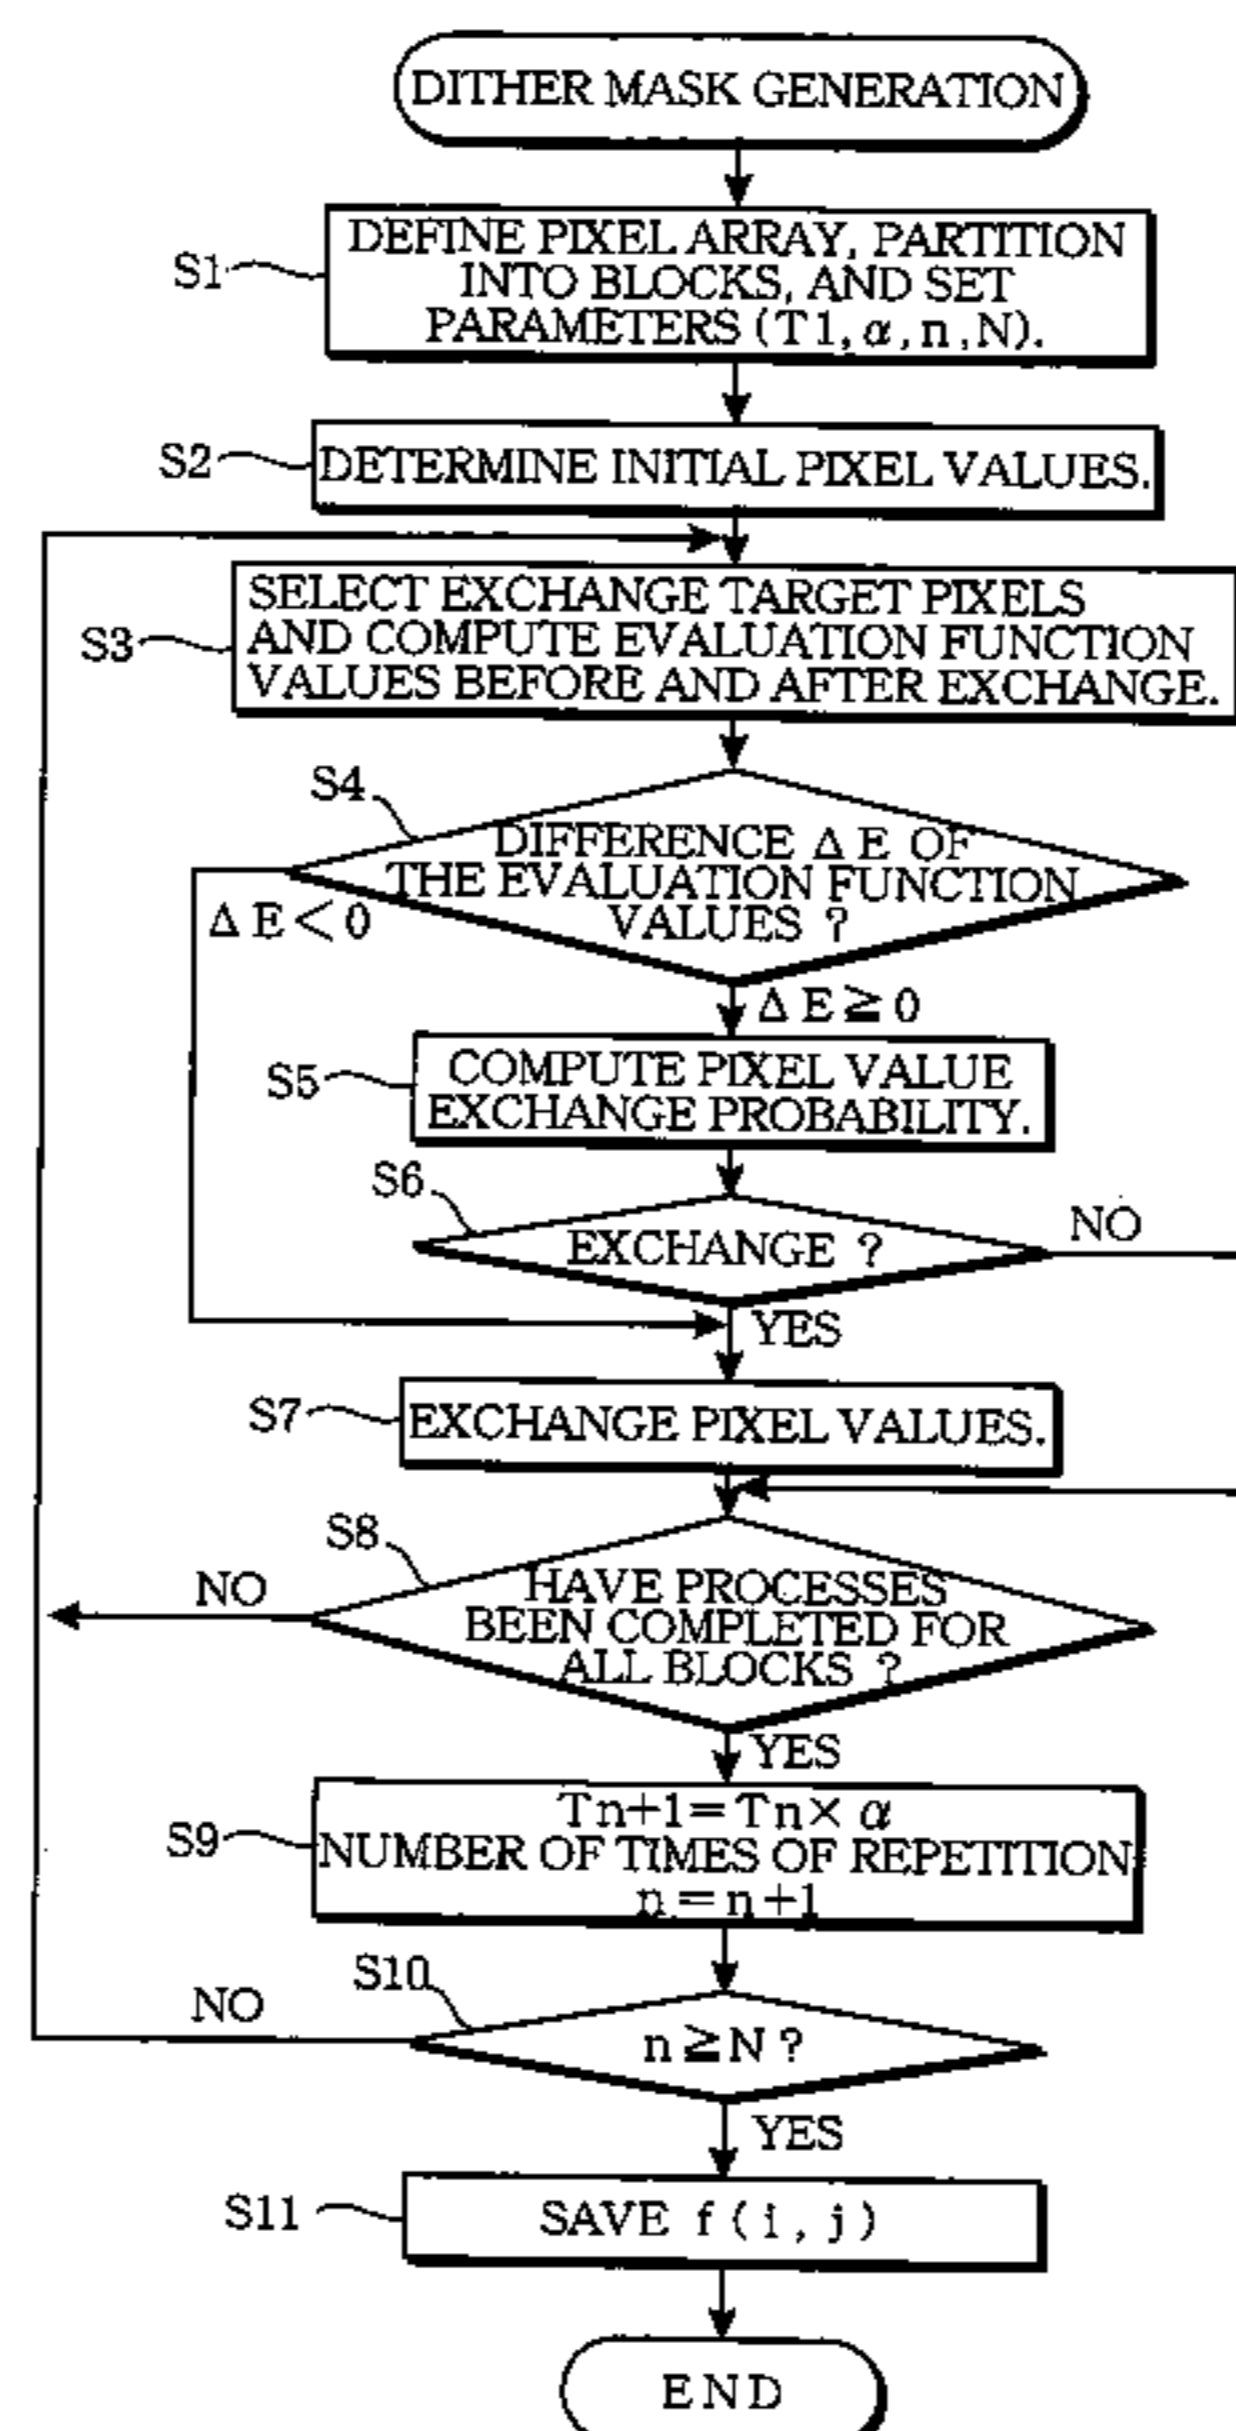 DITHER MASK GENERATION
S1
DEFINE PIXEL ARRAY, PARTITION
INTO BLOCKS, AND SET
PARAMETERS (T1, α, n, N).
S2
DETERMINE INITIAL PIXEL VALUES.
S3
SELECT EXCHANGE TARGET PIXELS
AND COMPUTE EVALUATION FUNCTION
VALUES BEFORE AND AFTER EXCHANGE.
S4
DIFFERENCE Δ E OF
THE EVALUATION FUNCTION
VALUES ?
Δ E < 0
Δ E ≧ 0
S5
COMPUTE PIXEL VALUE
EXCHANGE PROBABILITY.
S6
EXCHANGE ?
NO
YES
S7
EXCHANGE PIXEL VALUES.
S8
HAVE PROCESSES
BEEN COMPLETED FOR
ALL BLOCKS ?
NO
YES
S9
Tn+1 = Tn × α
NUMBER OF TIMES OF REPETITION
n = n +1
S10
n ≧ N ?
NO
YES
S11
SAVE f ( i , j )
END